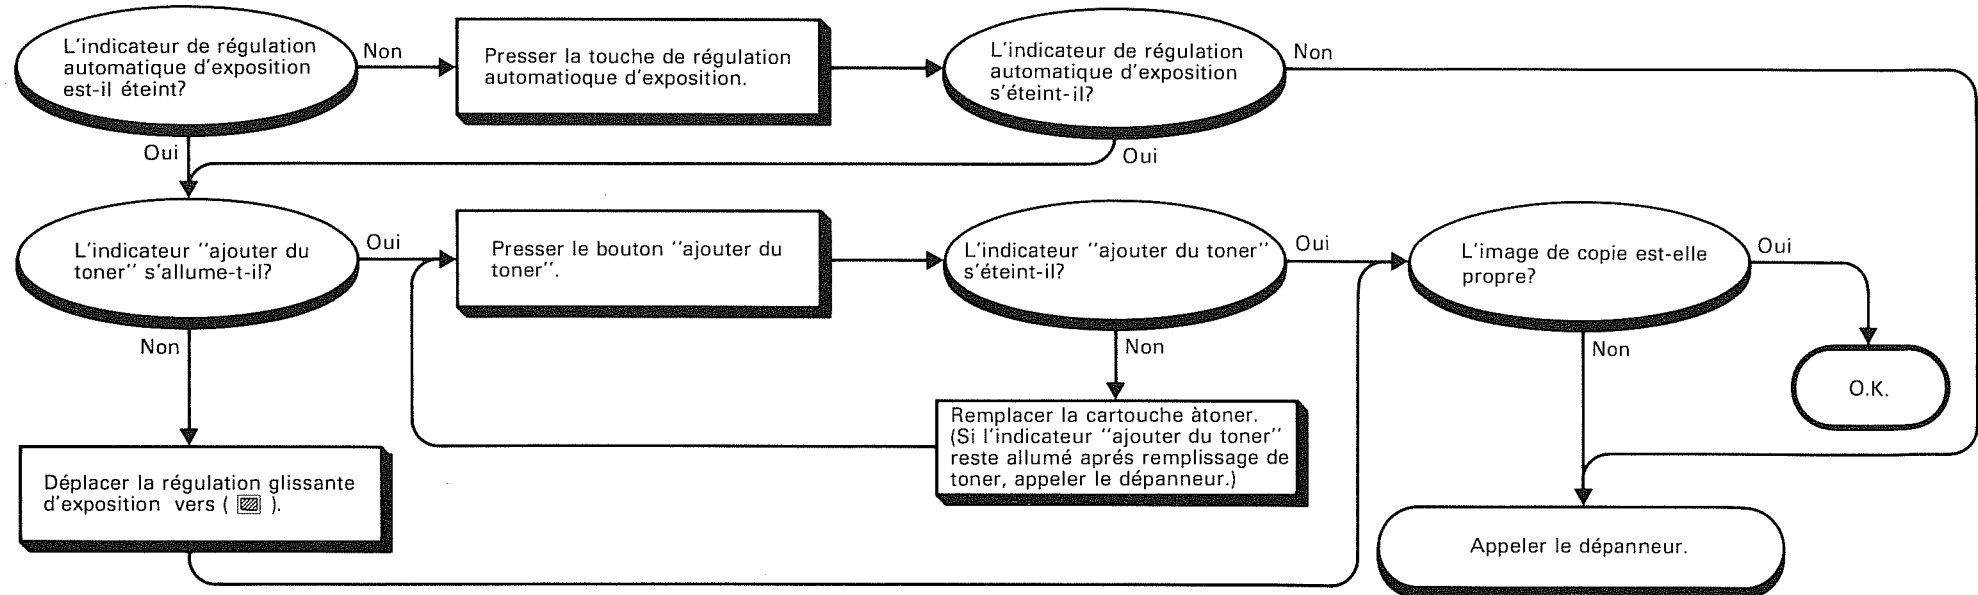 L'indicateur de régulation
automatique d'exposition
est-il éteint?
Non
Presser la touche de régulation
automatioque d'exposition.
L'indicateur de régulation
automatique d'exposition
s'éteint-il?
Non
Oui
Oui
L'indicateur "ajouter du
toner" s'allume-t-il?
Oui
Presser le bouton "ajouter du
toner".
L'indicateur "ajouter du toner"
s'éteint-il?
Oui
L'image de copie est-elle
propre?
Oui
Non
Non
Non
O.K.
Remplacer la cartouche àtoner.
(Si l'indicateur "ajouter du toner"
reste allumé aprés remplissage de
toner, appeler le dépanneur.)
Déplacer la régulation glissante
d'exposition vers ( ).
Appeler le dépanneur.